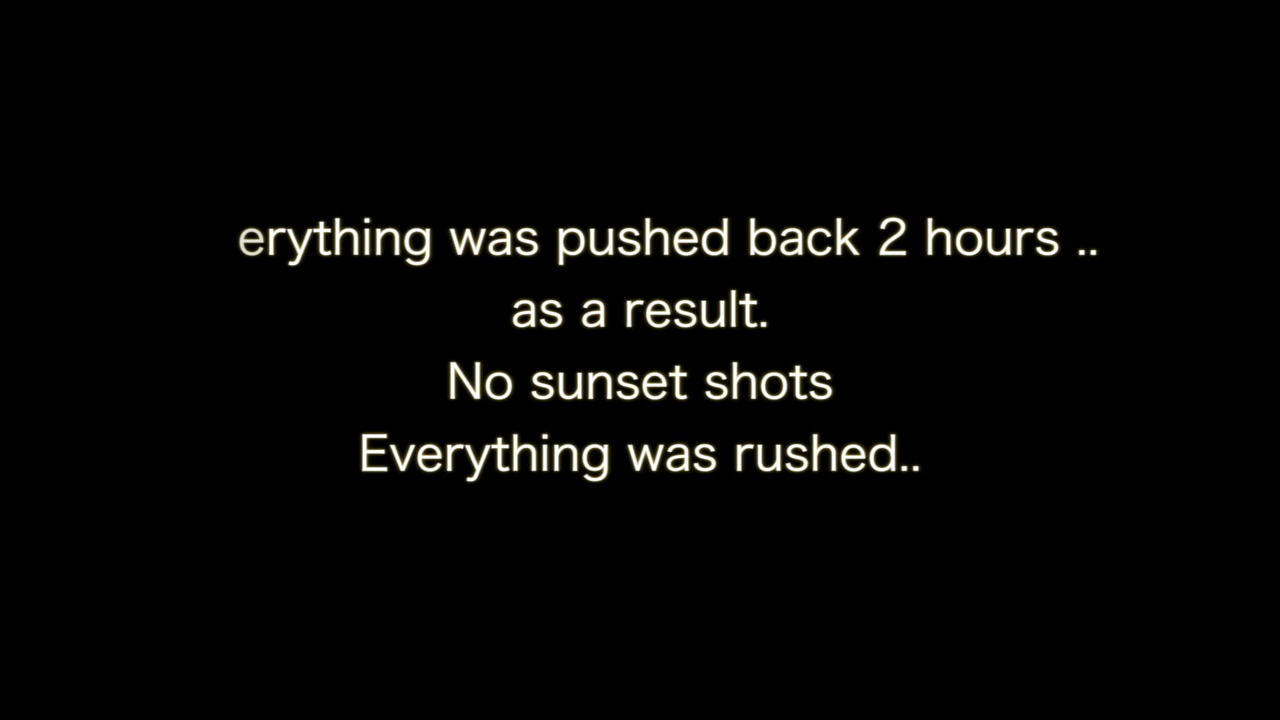 erything was pushed back 2 hours ..
as a result.
No sunset shots
Everything was rushed..